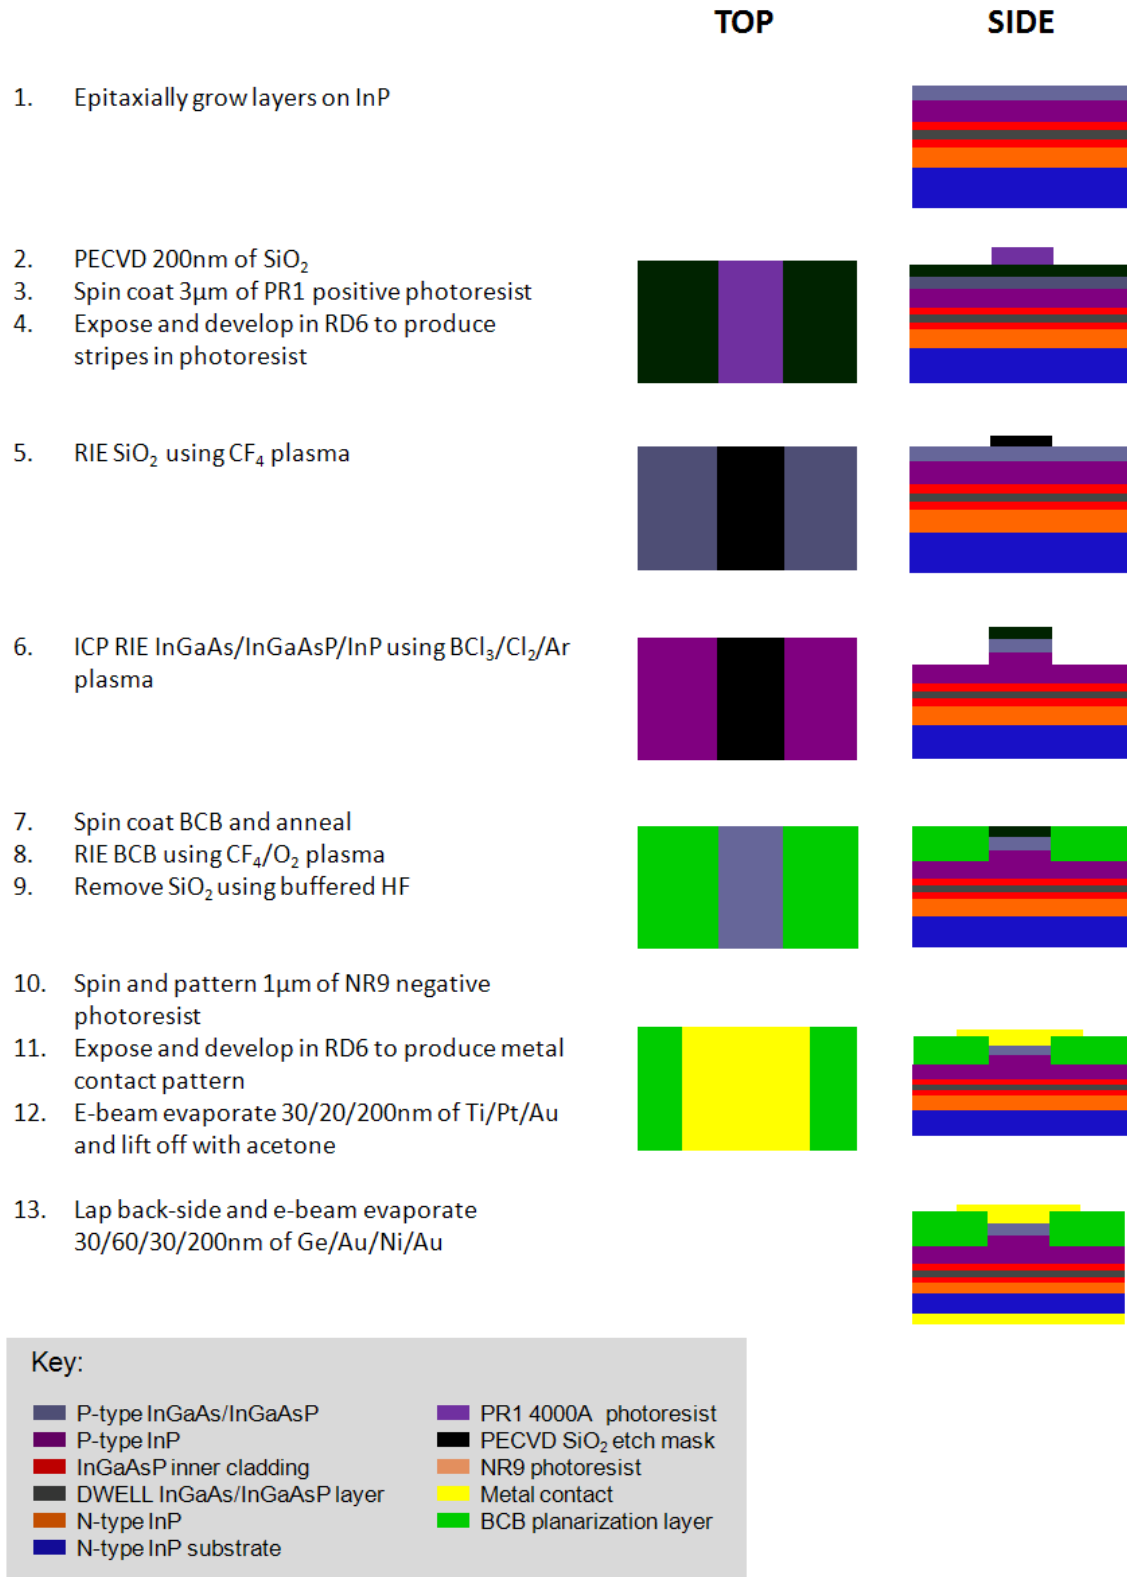 TOP
SIDE
1. Epitaxially grow layers on InP
2. PECVD 200nm of SiO₂
3. Spin coat 3μm of PR1 positive photoresist
4. Expose and develop in RD6 to produce
stripes in photoresist
5. RIE SiO₂ using CF₄ plasma
6. ICP RIE InGaAs/InGaAsP/InP using BCl₃/Cl₂/Ar
plasma
7. Spin coat BCB and anneal
8. RIE BCB using CF₄/O₂ plasma
9. Remove SiO₂ using buffered HF
10. Spin and pattern 1μm of NR9 negative
photoresist
11. Expose and develop in RD6 to produce metal
contact pattern
12. E-beam evaporate 30/20/200nm of Ti/Pt/Au
and lift off with acetone
13. Lap back-side and e-beam evaporate
30/60/30/200nm of Ge/Au/Ni/Au
Key:
P-type InGaAs/InGaAsP
P-type InP
InGaAsP inner cladding
DWELL InGaAs/InGaAsP layer
N-type InP
N-type InP substrate
PR1 4000A photoresist
PECVD SiO₂ etch mask
NR9 photoresist
Metal contact
BCB planarization layer